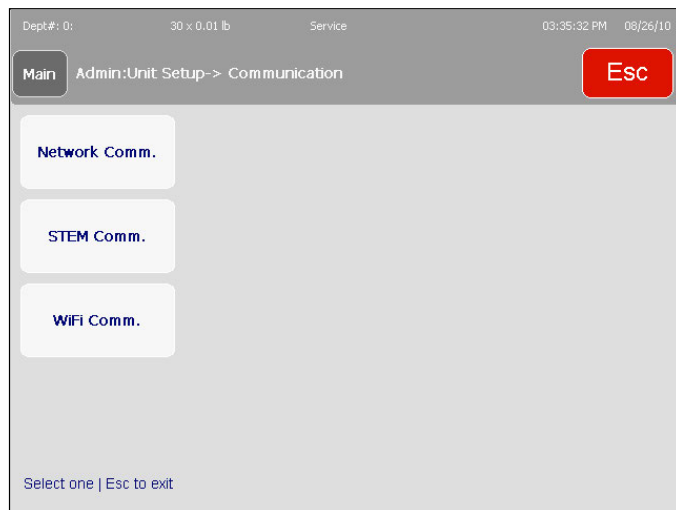 Dept#: 0: 30 x 0.01 lb Service 03:35:32 PM 08/26/10
Main Admin:Unit Setup-> Communication Esc
Network Comm.
STEM Comm.
WiFi Comm.
Select one | Esc to exit